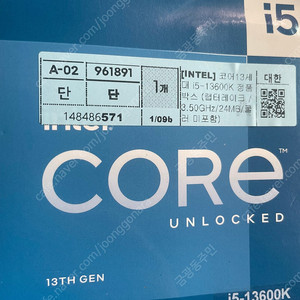 i5
A-02 961891
단 단
1개
148486571
1/09b
[INTEL] 코어13세
대 i5-13600K 정품
박스 (랩터레이크 /
3.50GHz/24MB/쿨
러 미포함)
대한
intel
CORE™
UNLOCKED
13TH GEN
i5-13600K